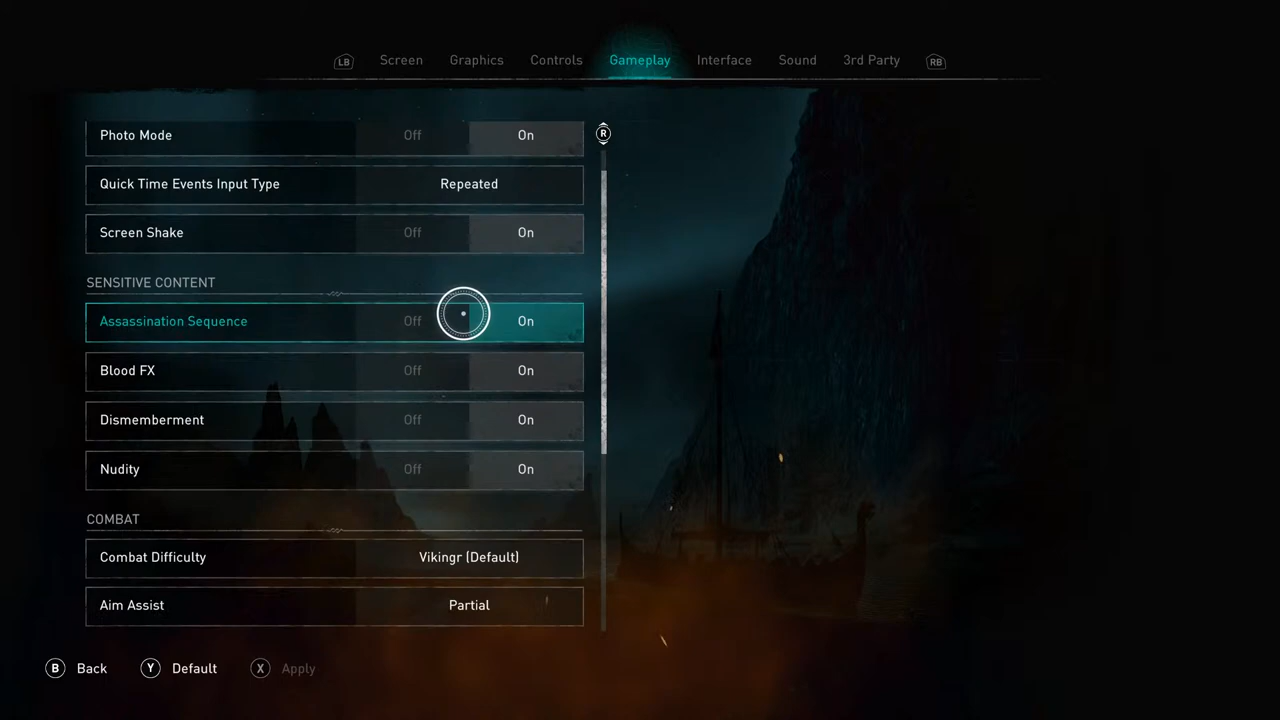 LB Screen Graphics Controls Gameplay Interface Sound 3rd Party RB
Photo Mode Off On
R
Quick Time Events Input Type Repeated
Screen Shake Off On
SENSITIVE CONTENT
Assassination Sequence Off On
Blood FX Off On
Dismemberment Off On
Nudity Off On
COMBAT
Combat Difficulty Vikingr (Default)
Aim Assist Partial
B Back Y Default X Apply